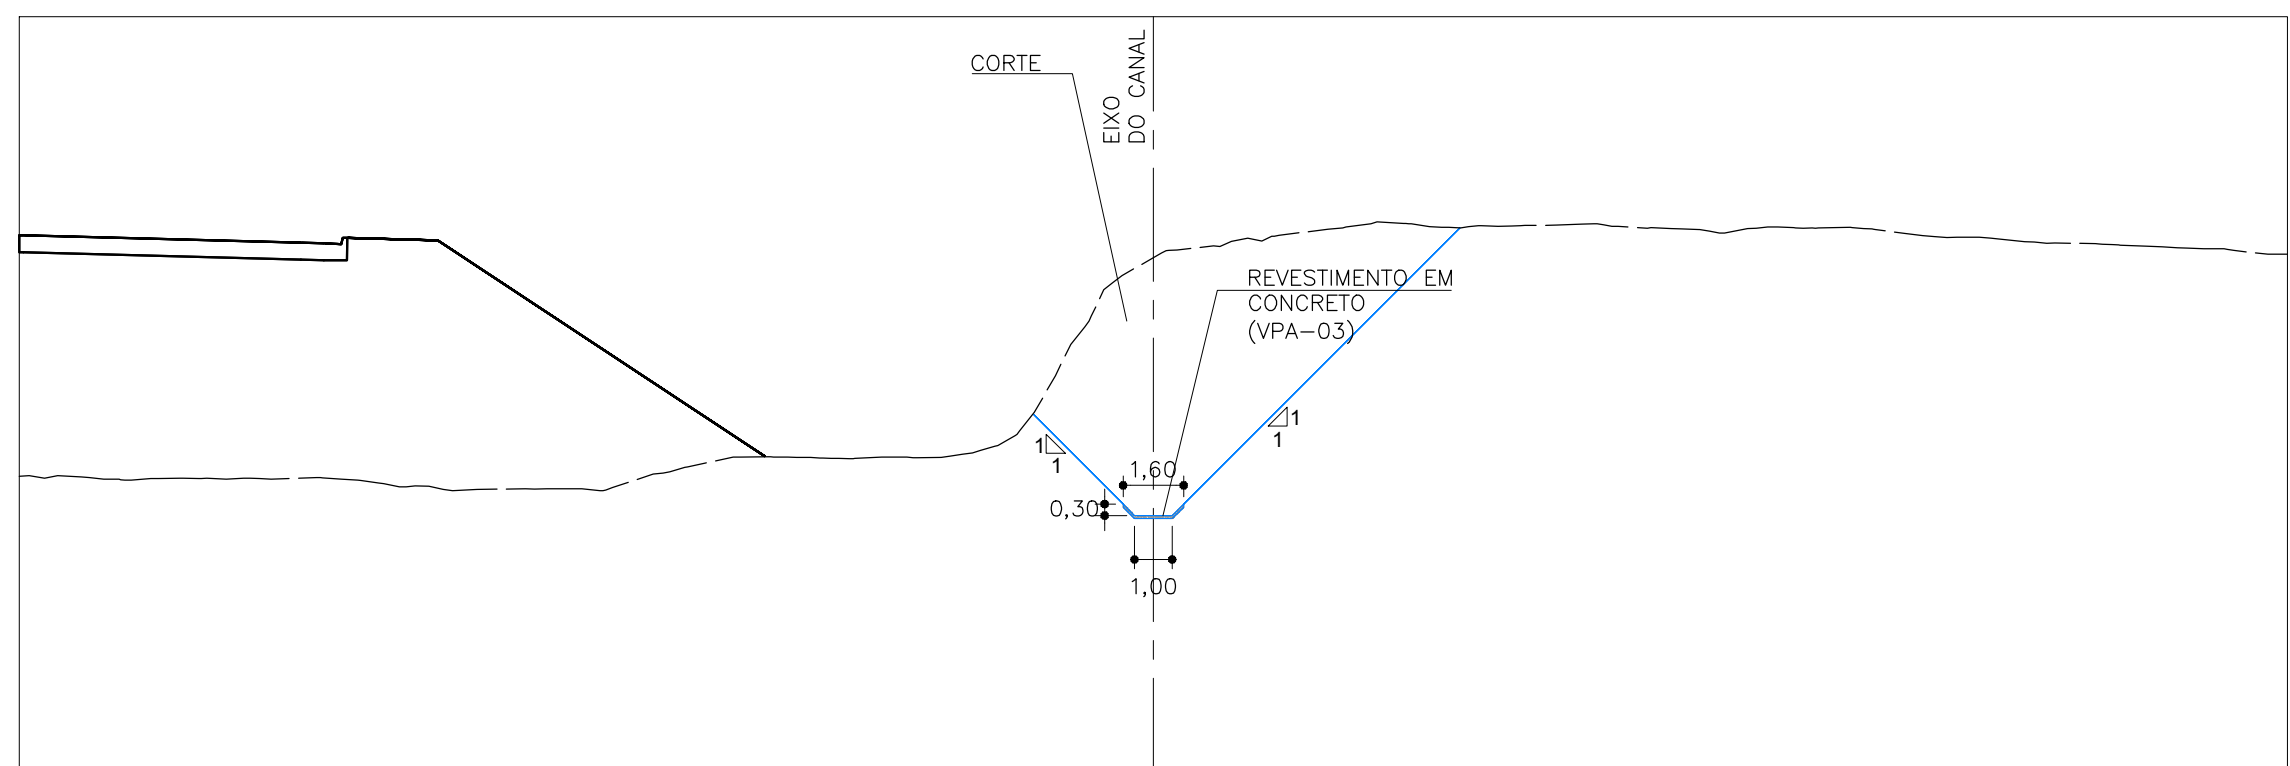 CORTE
EIXO
DO CANAL
REVESTIMENTO EM
CONCRETO
(VPA-03)
1
1
1
1
1,60
0,30
1,00